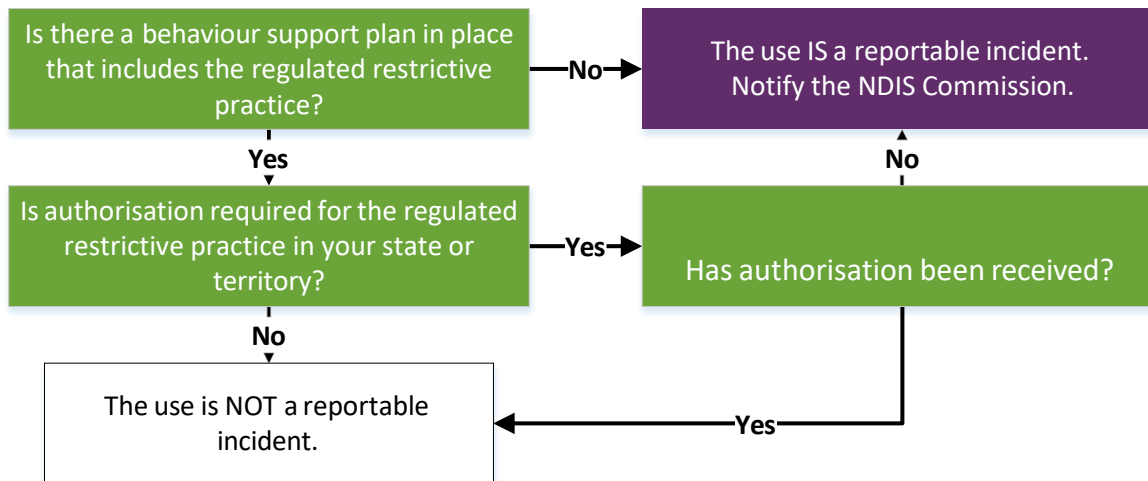 Is there a behaviour support plan in place
that includes the regulated restrictive
practice?
No
The use IS a reportable incident.
Notify the NDIS Commission.
Yes
No
Is authorisation required for the regulated
restrictive practice in your state or
territory?
Yes
Has authorisation been received?
No
The use is NOT a reportable
incident.
Yes